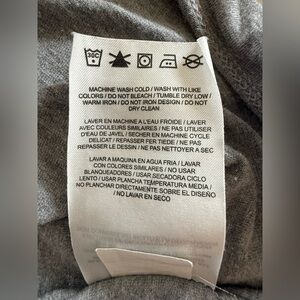 30C
MACHINE WASH COLD / WASH WITH LIKE
COLORS / DO NOT BLEACH / TUMBLE DRY LOW /
WARM IRON / DO NOT IRON DESIGN / DO NOT
DRY CLEAN
LAVER EN MACHINE A L'EAU FROIDE / LAVER
AVEC COULEURS SIMILAIRES / NE PAS UTILISER
D'EAU DE JAVEL / SECHER EN MACHINE CYCLE
DELICAT / REPASSER FER TIEDE / NE PAS
REPASSER LE DESSIN / NE PAS NETTOYER A SEC
LAVAR A MAQUINA EN AGUA FRIA / LAVAR
CON COLORES SIMILARES / NO USAR
BLANQUEADORES / USAR SECADORA CICLO
LENTO / USAR PLANCHA TEMPERATURA MEDIA /
NO PLANCHAR DIRECTAMENTE SOBRE EL DISEÑO
/ NO LAVAR EN SECO